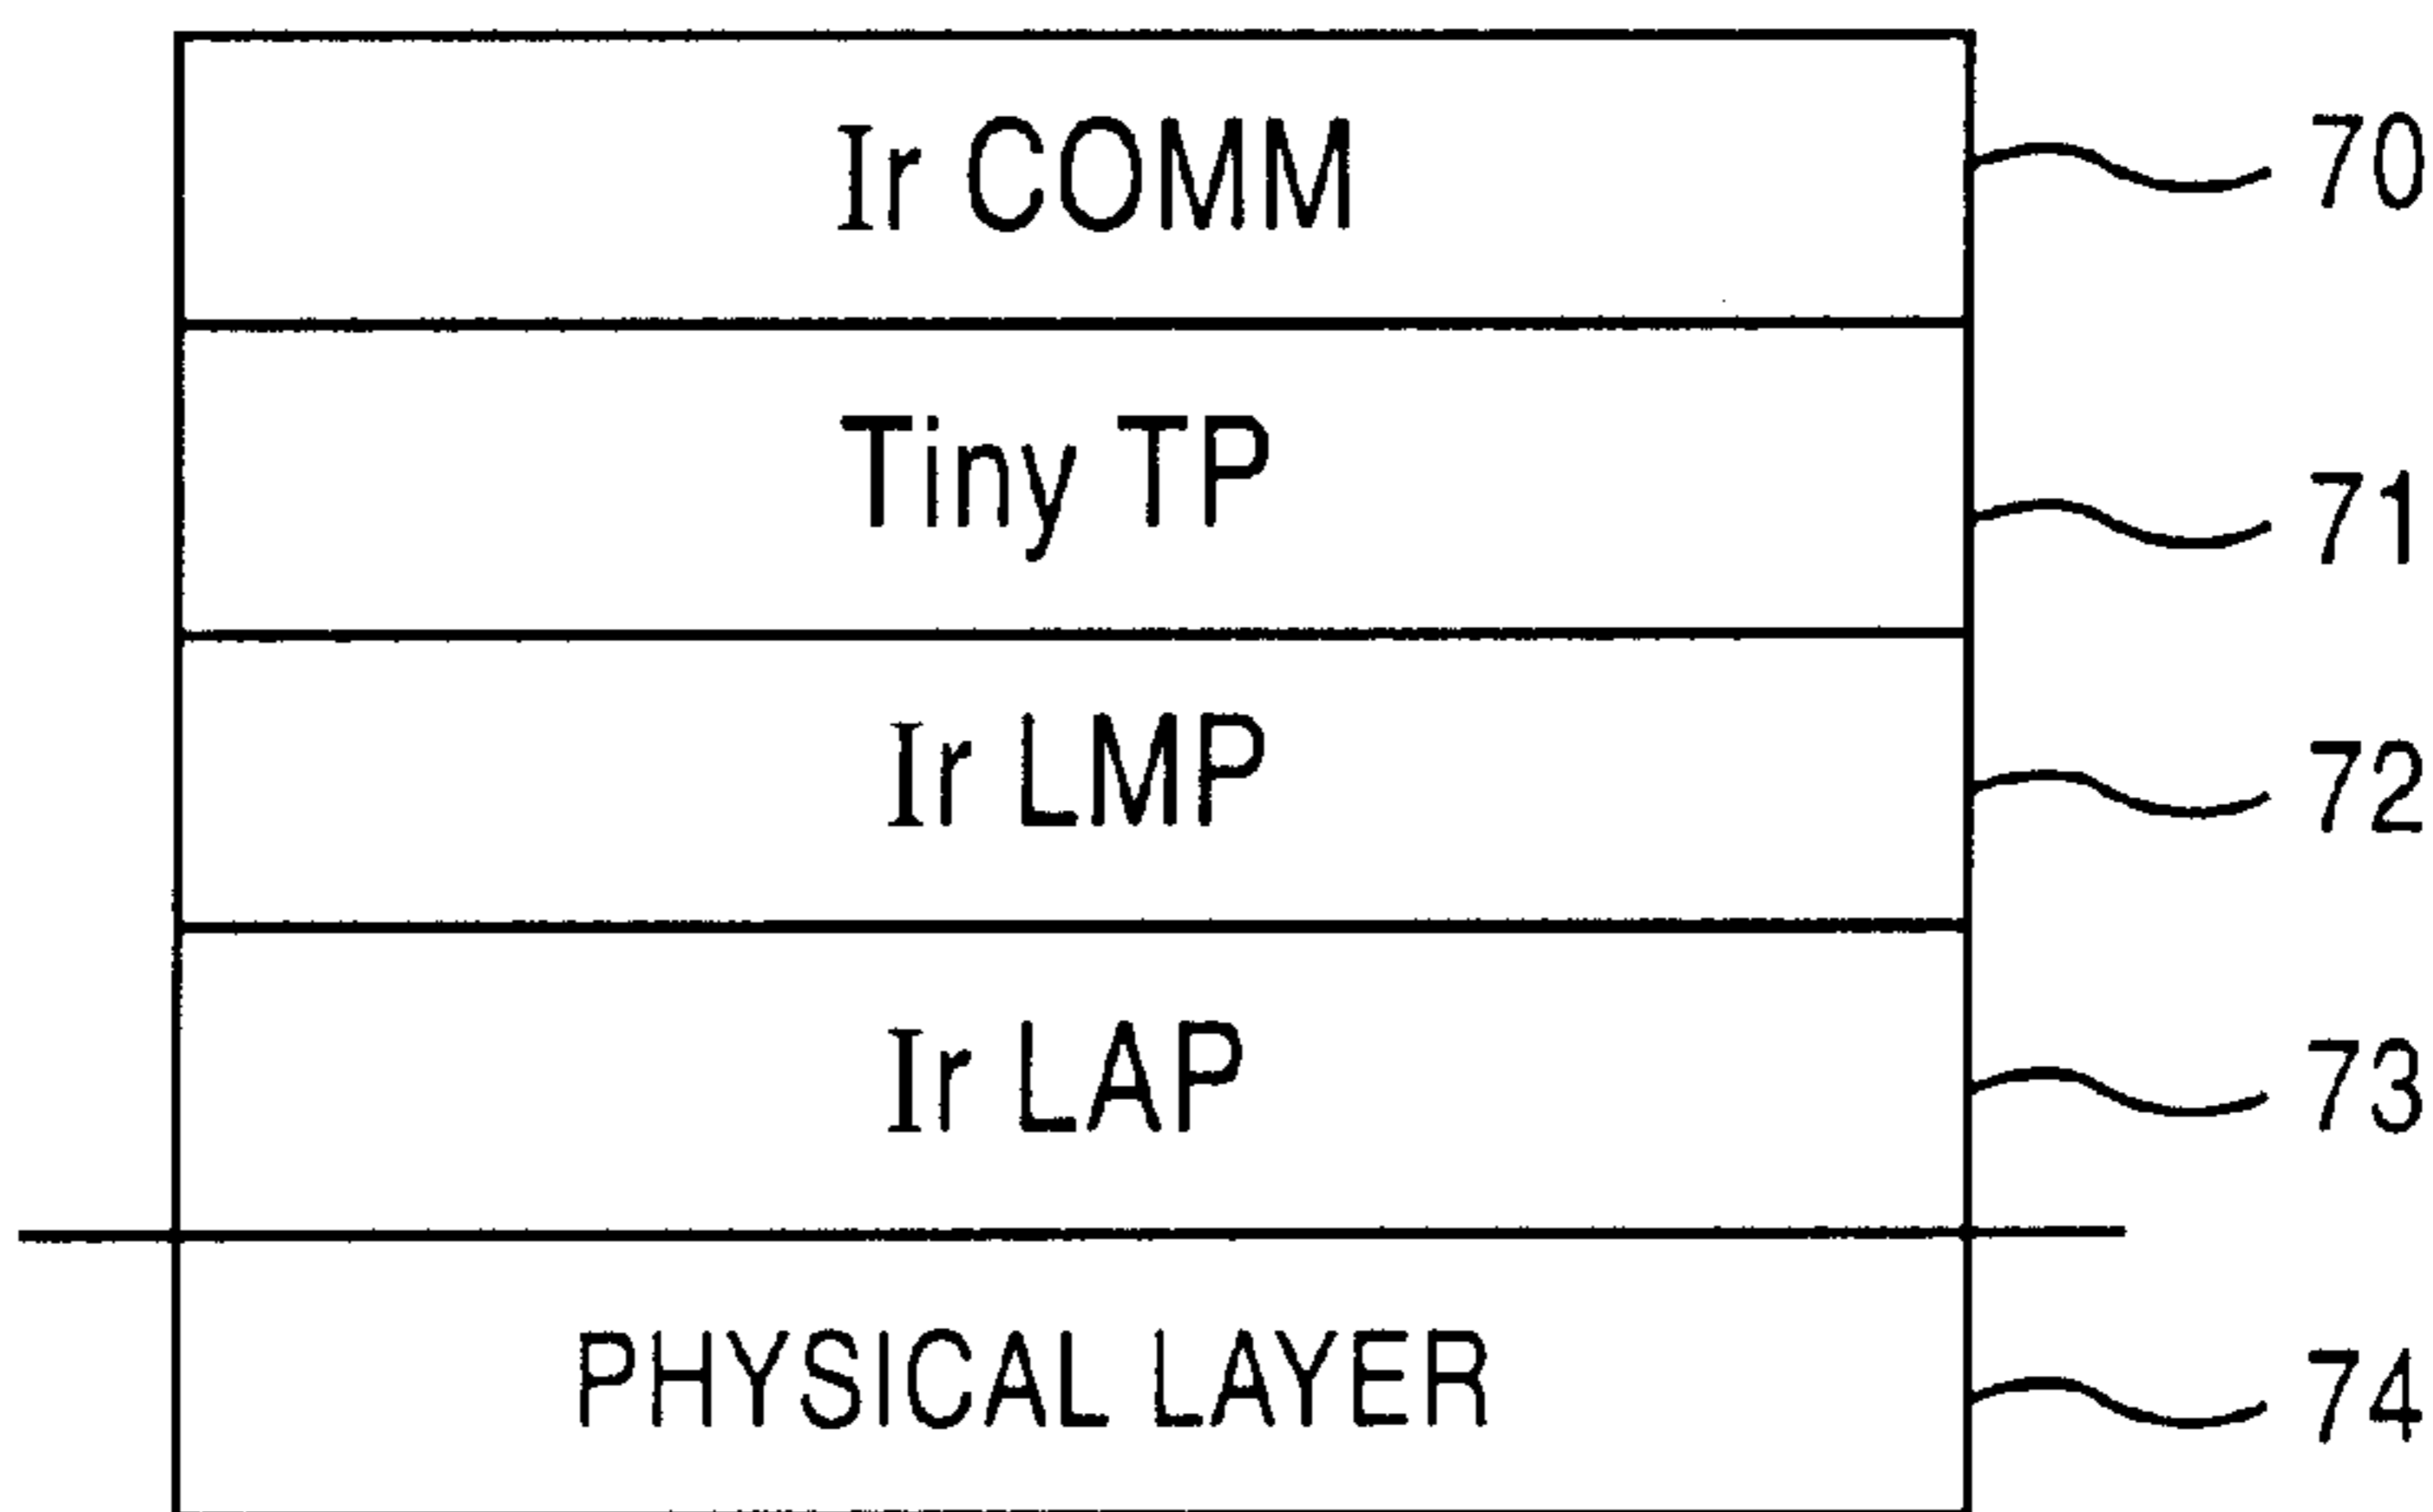 Ir COMM 70
Tiny TP 71
Ir LMP 72
Ir LAP 73
PHYSICAL LAYER 74